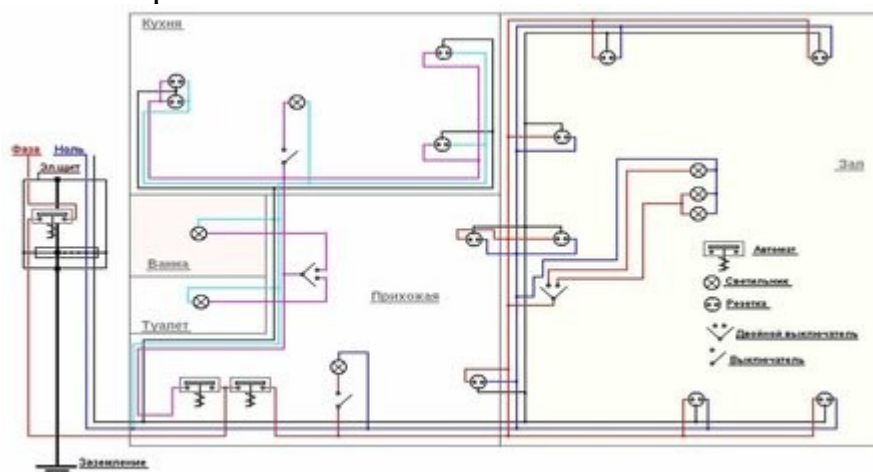 Кухня
Фаза Ноль
Эл.щит
Зал
Ванна
Автомат
Светильник
Прихожая
Розетка
Туалет
Двойной выключатель
Выключатель
Заземление